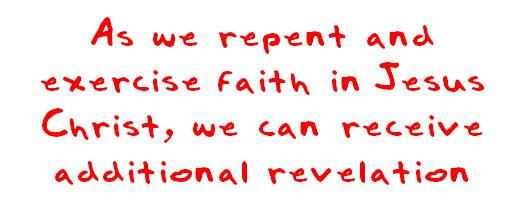 As we repent and
exercise faith in Jesus
Christ, we can receive
additional revelation